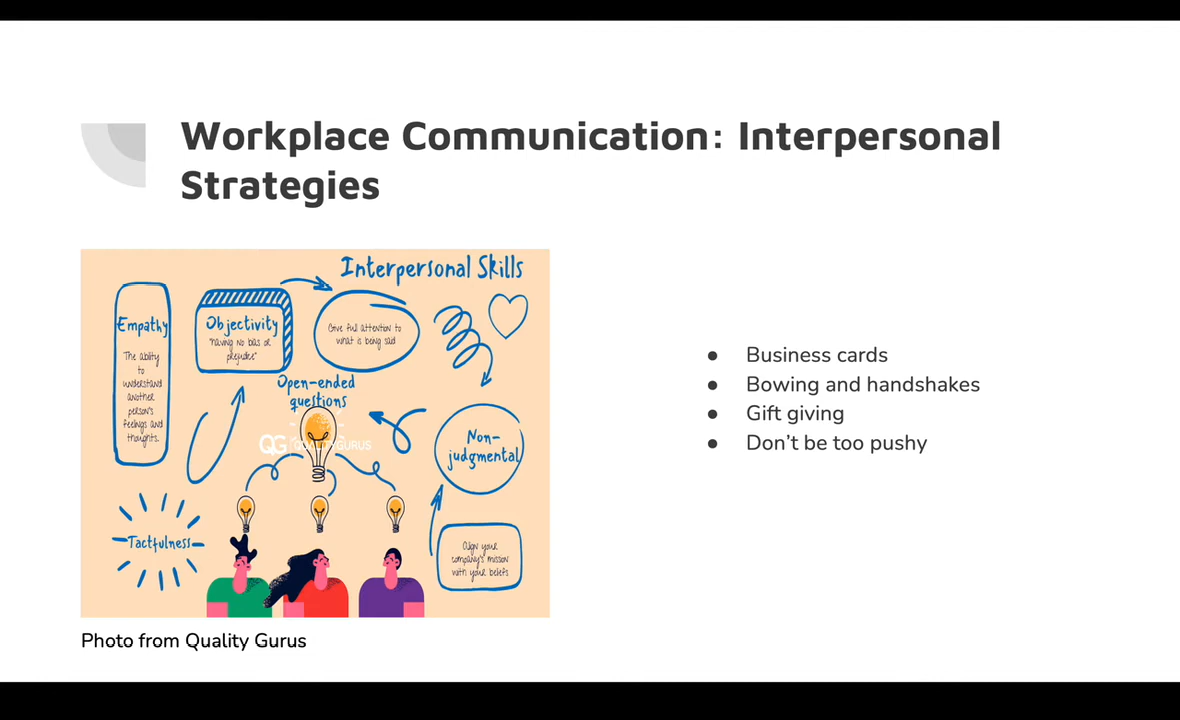 Workplace Communication: Interpersonal
Strategies
Interpersonal Skills
Empathy
The ability
to
understand
another
person's
feelings and
thoughts.
Objectivity
"having no bias or
prejudice"
Give full attention to
what is being said
Open-ended
questions
QG QUALITY GURUS
Non-
judgmental
Tactfulness
Align your
company's mission
with your beliefs
Photo from Quality Gurus
● Business cards
● Bowing and handshakes
● Gift giving
● Don't be too pushy